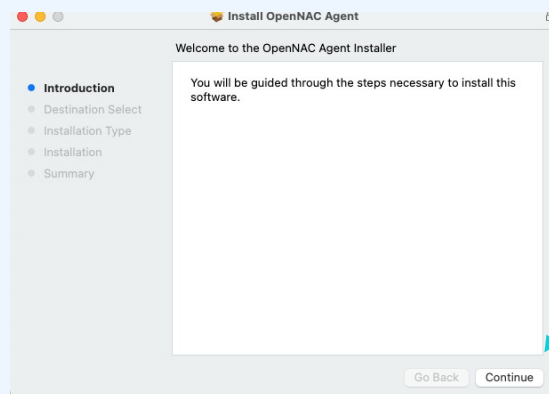 Install OpenNAC Agent
Welcome to the OpenNAC Agent Installer
Introduction
Destination Select
Installation Type
Installation
Summary
You will be guided through the steps necessary to install this
software.
Go Back
Continue